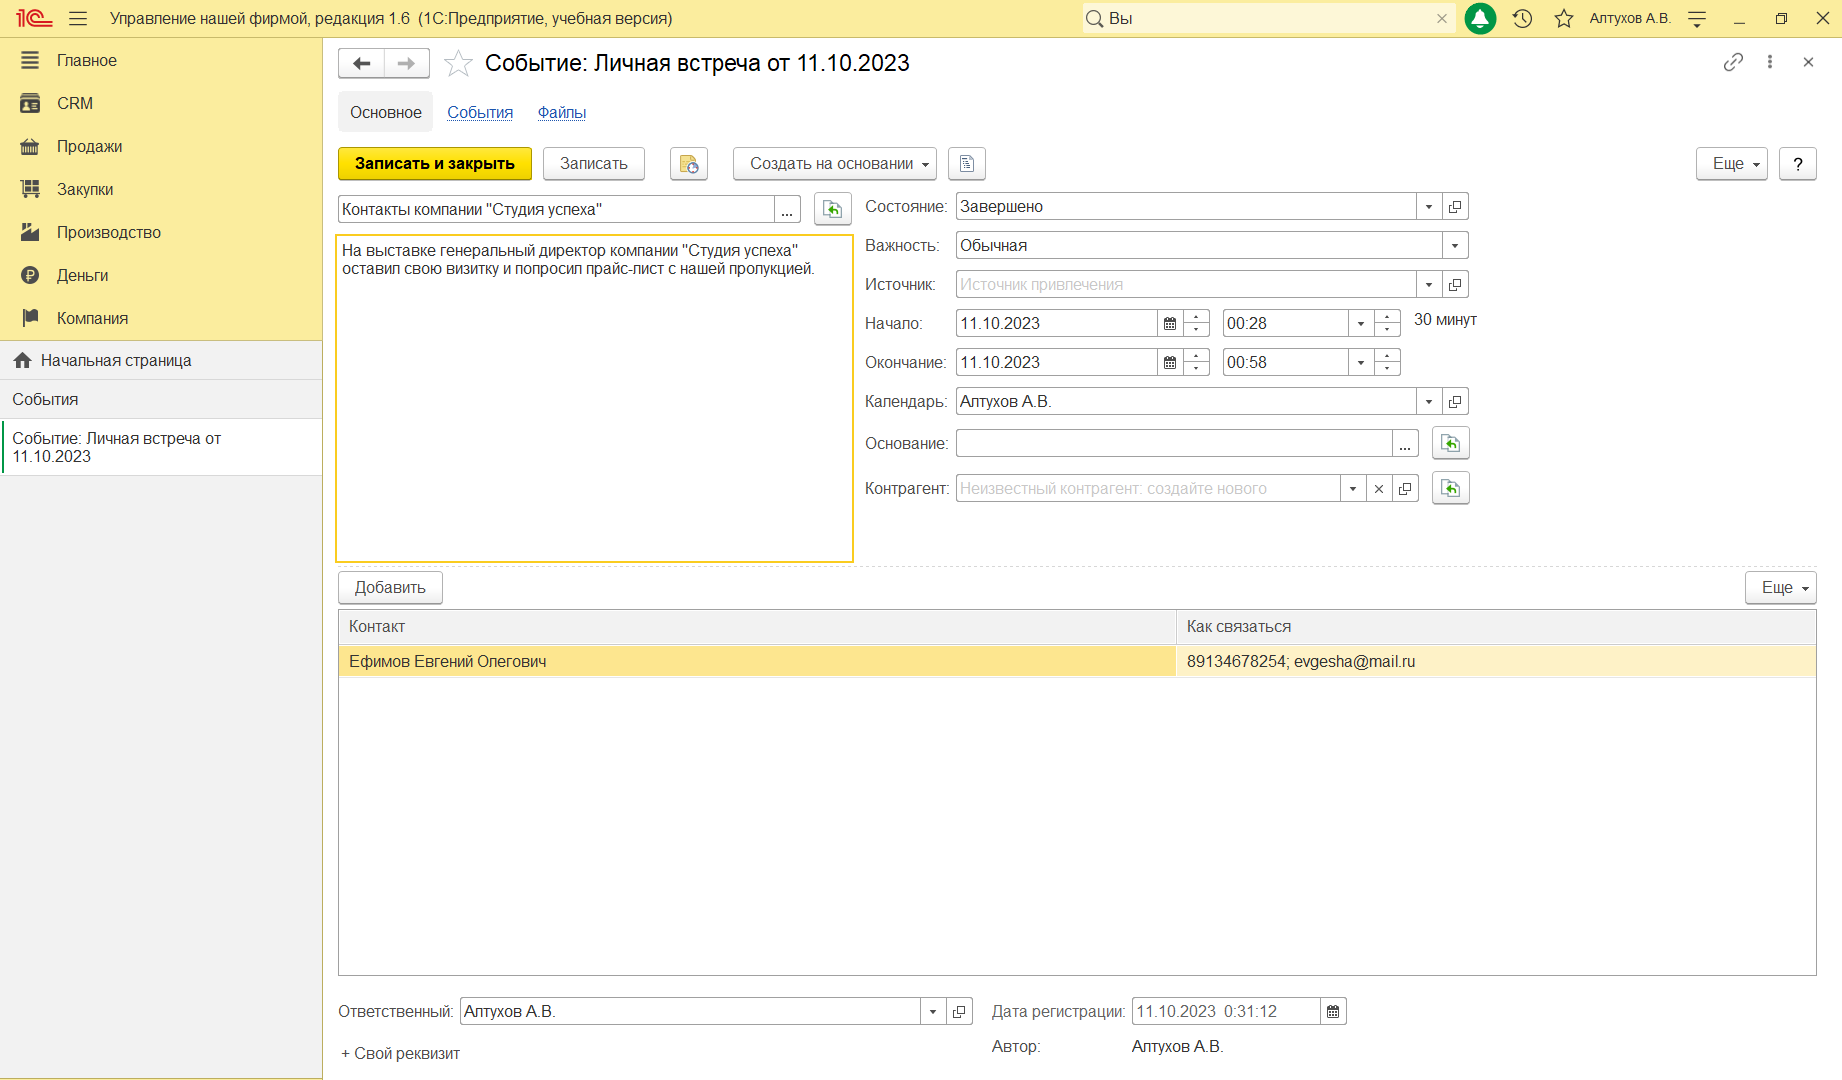 1С Управление нашей фирмой, редакция 1.6 (1С:Предприятие, учебная версия)
Вы
Алтухов А.В.
Главное
CRM
Продажи
Закупки
Производство
Деньги
Компания
Начальная страница
События
Событие: Личная встреча от
11.10.2023
Событие: Личная встреча от 11.10.2023
Основное События Файлы
Записать и закрыть Записать Создать на основании Еще ?
Контакты компании "Студия успеха" ...
На выставке генеральный директор компании "Студия успеха"
оставил свою визитку и попросил прайс-лист с нашей пролукцией.
Состояние: Завершено
Важность: Обычная
Источник: Источник привлечения
Начало: 11.10.2023 00:28 30 минут
Окончание: 11.10.2023 00:58
Календарь: Алтухов А.В.
Основание: ...
Контрагент: Неизвестный контрагент: создайте нового
Добавить Еще
Контакт Как связаться
Ефимов Евгений Олегович 89134678254; evgesha@mail.ru
Ответственный: Алтухов А.В. Дата регистрации: 11.10.2023 0:31:12
+ Свой реквизит Автор: Алтухов А.В.